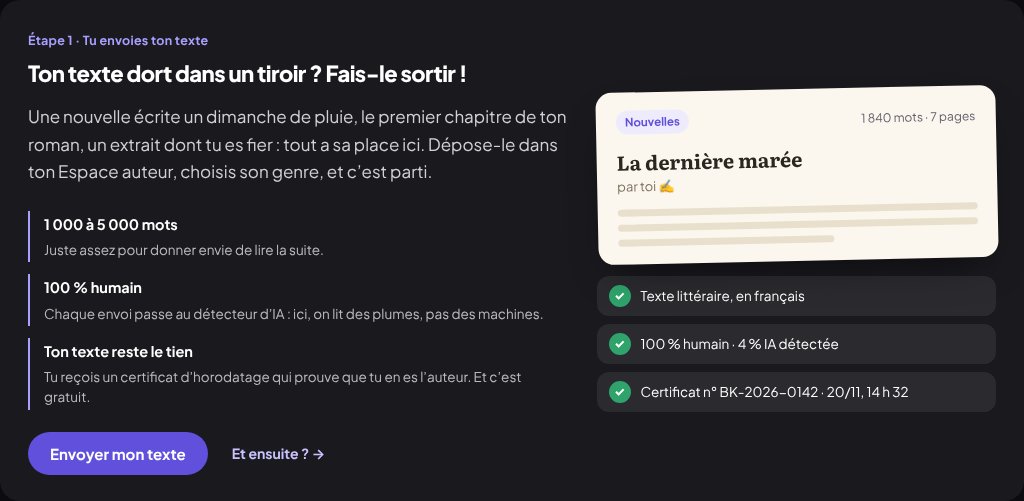 Étape 1 · Tu envoies ton texte
Ton texte dort dans un tiroir ? Fais-le sortir !
Une nouvelle écrite un dimanche de pluie, le premier chapitre de ton
roman, un extrait dont tu es fier : tout a sa place ici. Dépose-le dans
ton Espace auteur, choisis son genre, et c’est parti.
1 000 à 5 000 mots
Juste assez pour donner envie de lire la suite.
100 % humain
Chaque envoi passe au détecteur d’IA : ici, on lit des plumes, pas des machines.
Ton texte reste le tien
Tu reçois un certificat d’horodatage qui prouve que tu en es l’auteur. Et c’est
gratuit.
Envoyer mon texte
Et ensuite ? →
Nouvelles
1 840 mots · 7 pages
La dernière marée
par toi ✍️
Texte littéraire, en français
100 % humain · 4 % IA détectée
Certificat n° BK-2026-0142 · 20/11, 14 h 32